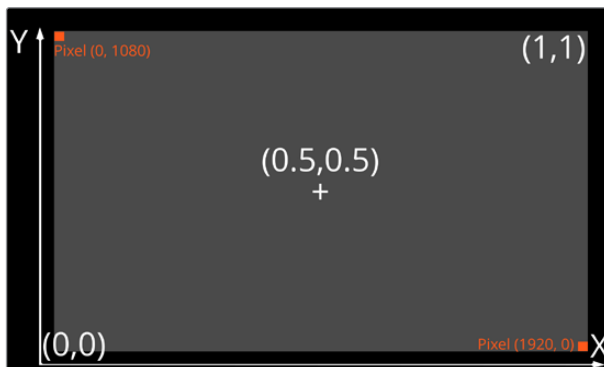 Y
Pixel (0, 1080)
(1,1)
(0.5,0.5)
+
(0,0)
Pixel (1920, 0)
X